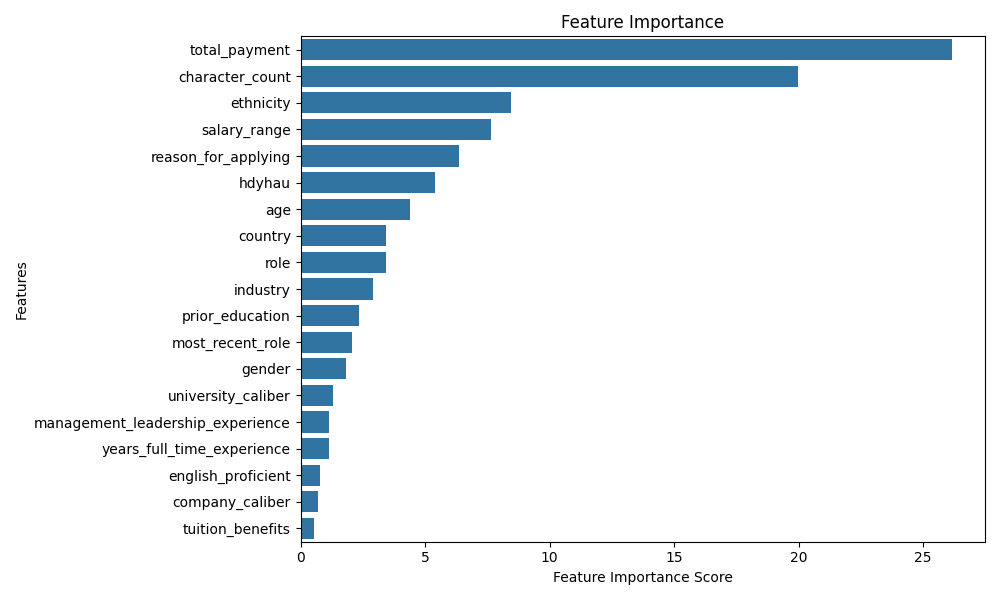 Feature Importance
Features
total_payment
character_count
ethnicity
salary_range
reason_for_applying
hdyhau
age
country
role
industry
prior_education
most_recent_role
gender
university_caliber
management_leadership_experience
years_full_time_experience
english_proficient
company_caliber
tuition_benefits
0 5 10 15 20 25
Feature Importance Score